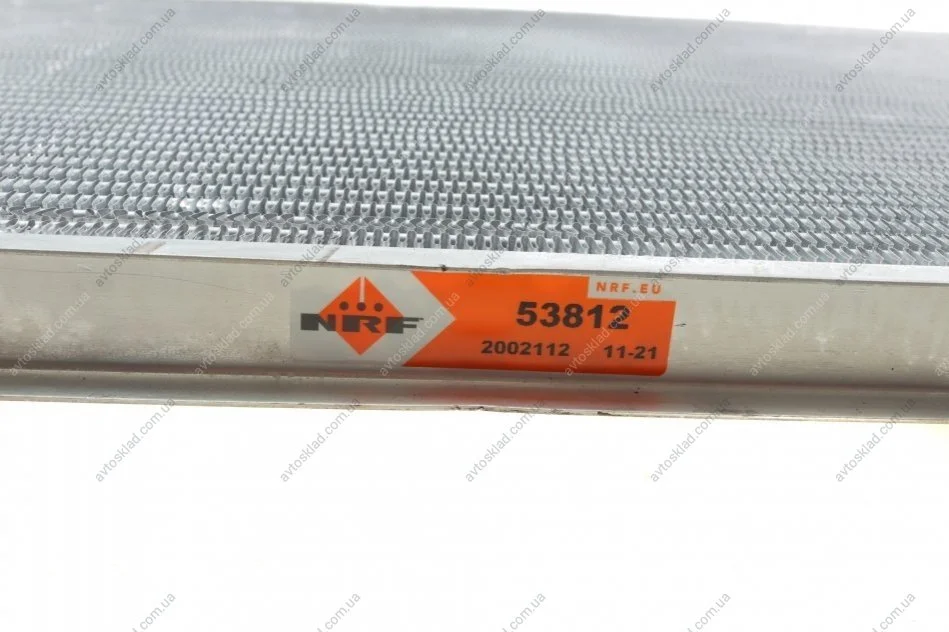 NRF.EU
NRF
53812
2002112 11-21
avtosklad.com.ua